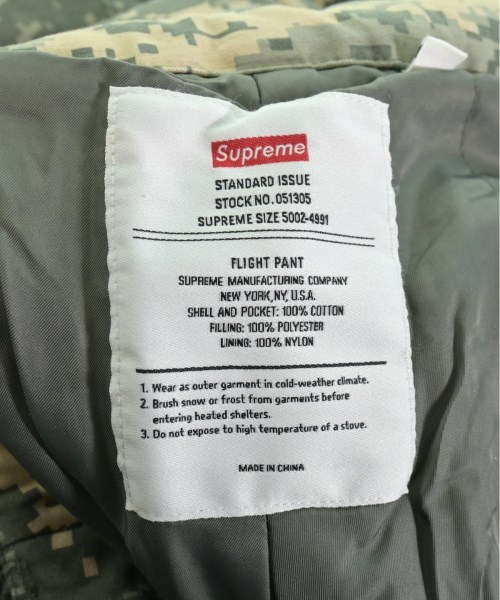 Supreme
STANDARD ISSUE
STOCK NO. 051305
SUPREME SIZE 5002-4991
FLIGHT PANT
SUPREME MANUFACTURING COMPANY
NEW YORK, NY, U.S.A.
SHELL AND POCKET: 100% COTTON
FILLING: 100% POLYESTER
LINING: 100% NYLON
1. Wear as outer garment in cold-weather climate.
2. Brush snow or frost from garments before
entering heated shelters.
3. Do not expose to high temperature of a stove.
MADE IN CHINA